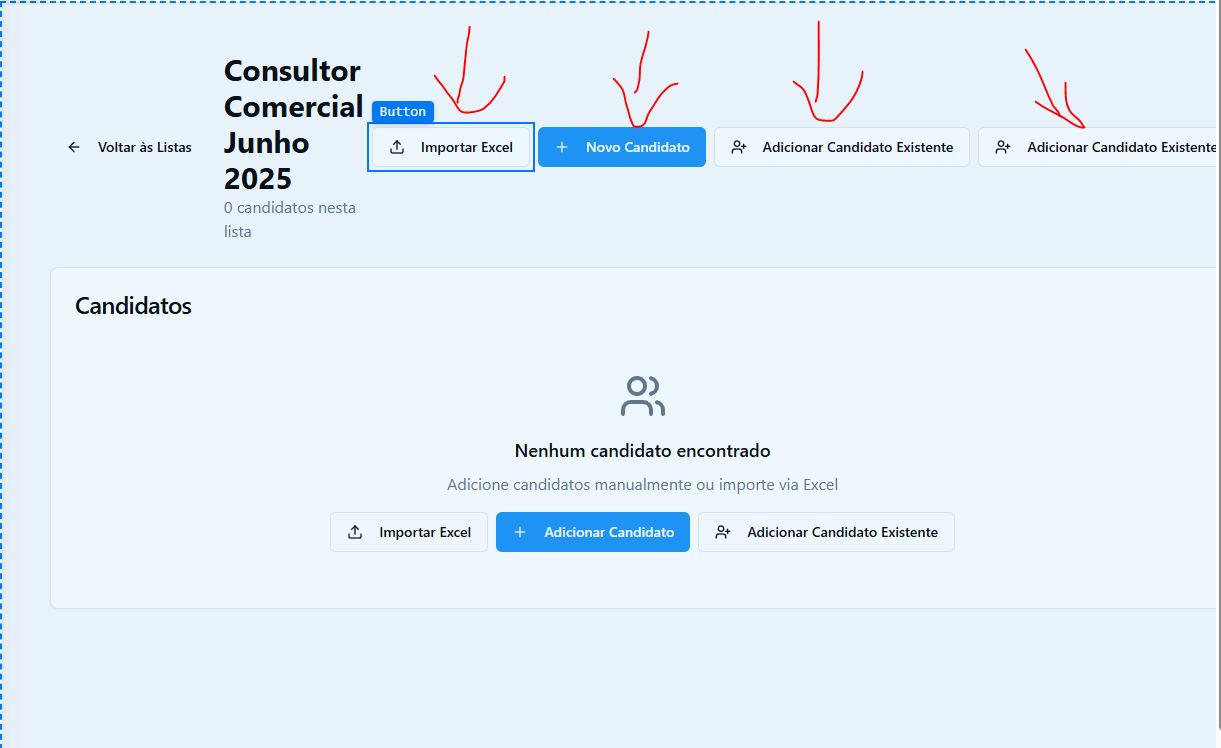 Consultor
Comercial
Junho
2025
0 candidatos nesta
lista
Voltar às Listas
Button
Importar Excel
Novo Candidato
Adicionar Candidato Existente
Adicionar Candidato Existente
Candidatos
Nenhum candidato encontrado
Adicione candidatos manualmente ou importe via Excel
Importar Excel
Adicionar Candidato
Adicionar Candidato Existente